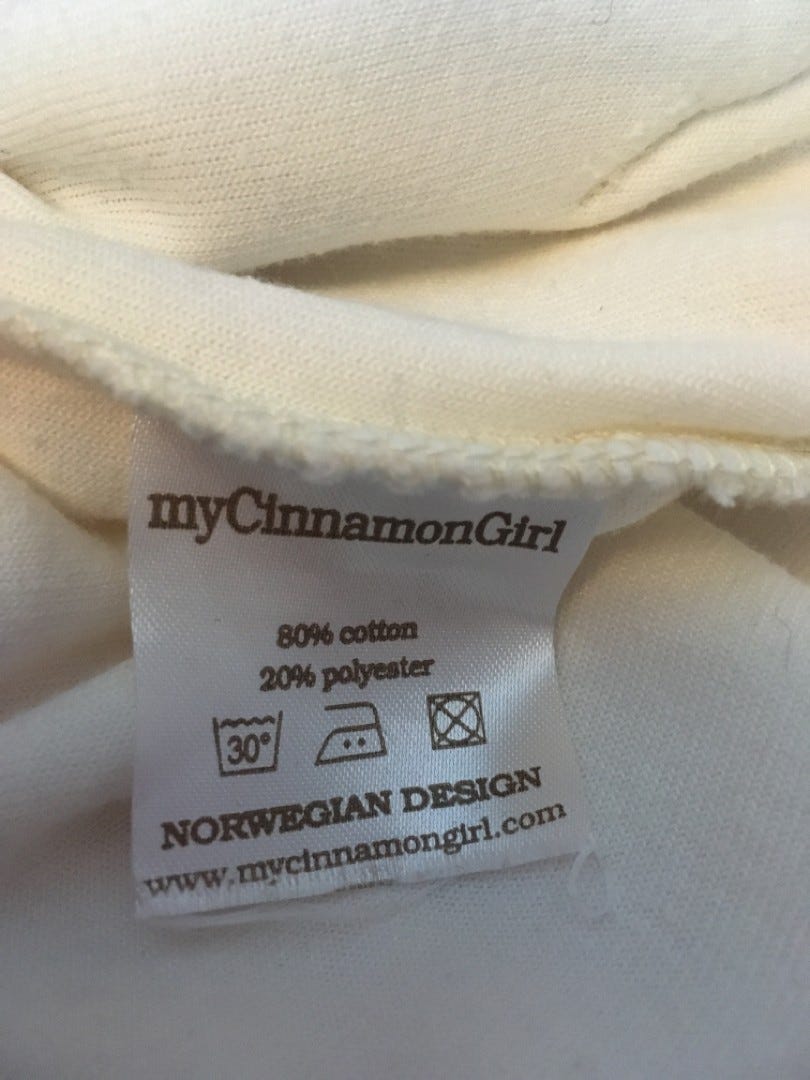 myCinnamonGirl
80% cotton
20% polyester
30°
NORWEGIAN DESIGN
www.mycinnamongirl.com